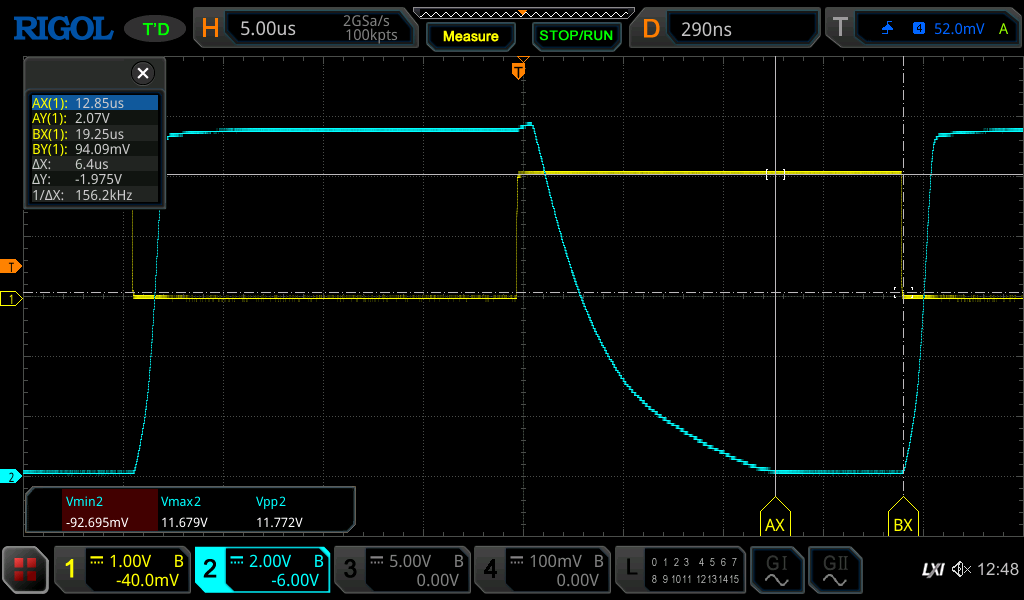 RIGOL T'D H 5.00us 2GSa/s 100kpts Measure STOP/RUN D 290ns T 4 52.0mV A
T
AX(1): 12.85us
AY(1): 2.07V
BX(1): 19.25us
BY(1): 94.09mV
ΔX: 6.4us
ΔY: -1.975V
1/ΔX: 156.2kHz
T
1
2
Vmin2 Vmax2 Vpp2
-92.695mV 11.679V 11.772V
AX BX
1 1.00V B -40.0mV
2 2.00V B -6.00V
3 5.00V B 0.00V
4 100mV B 0.00V
L 0 1 2 3 4 5 6 7
8 9 10 11 12 13 14 15
GI GII
LXI 12:48